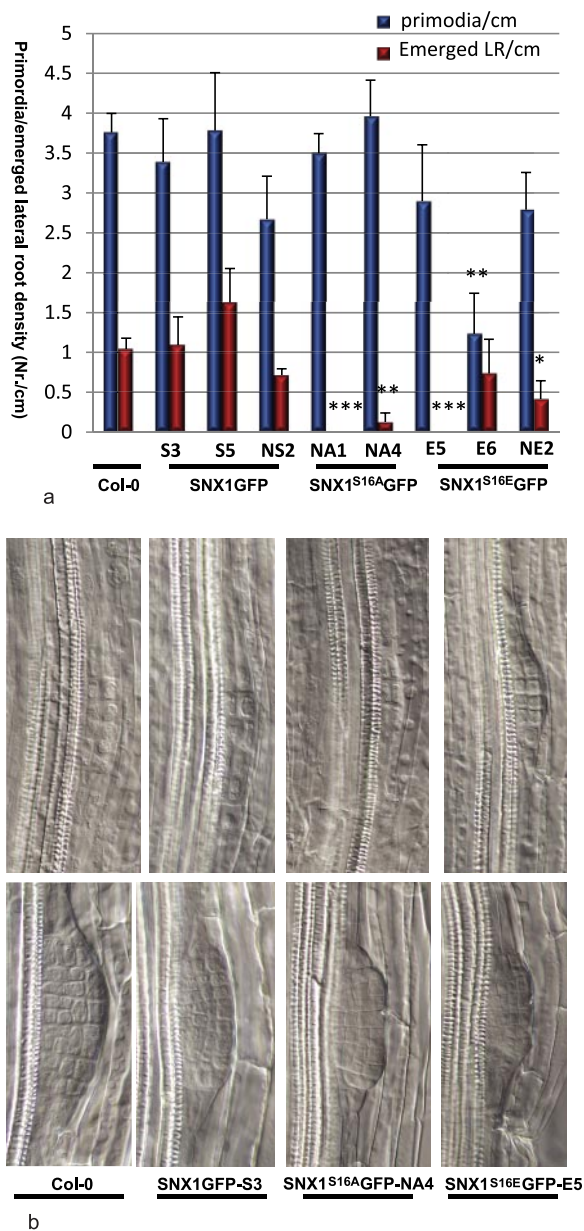 primodia/cm
Emerged LR/cm
Primordia/emerged lateral root density (Nr./cm)
5
4.5
4
3.5
3
2.5
2
1.5
1
0.5
0
***
**
***
**
*
S3 S5 NS2 NA1 NA4 E5 E6 NE2
Col-0 SNX1GFP SNX1S16AGFP SNX1S16EGFP
a
Col-0 SNX1GFP-S3 SNX1S16AGFP-NA4 SNX1S16EGFP-E5
b